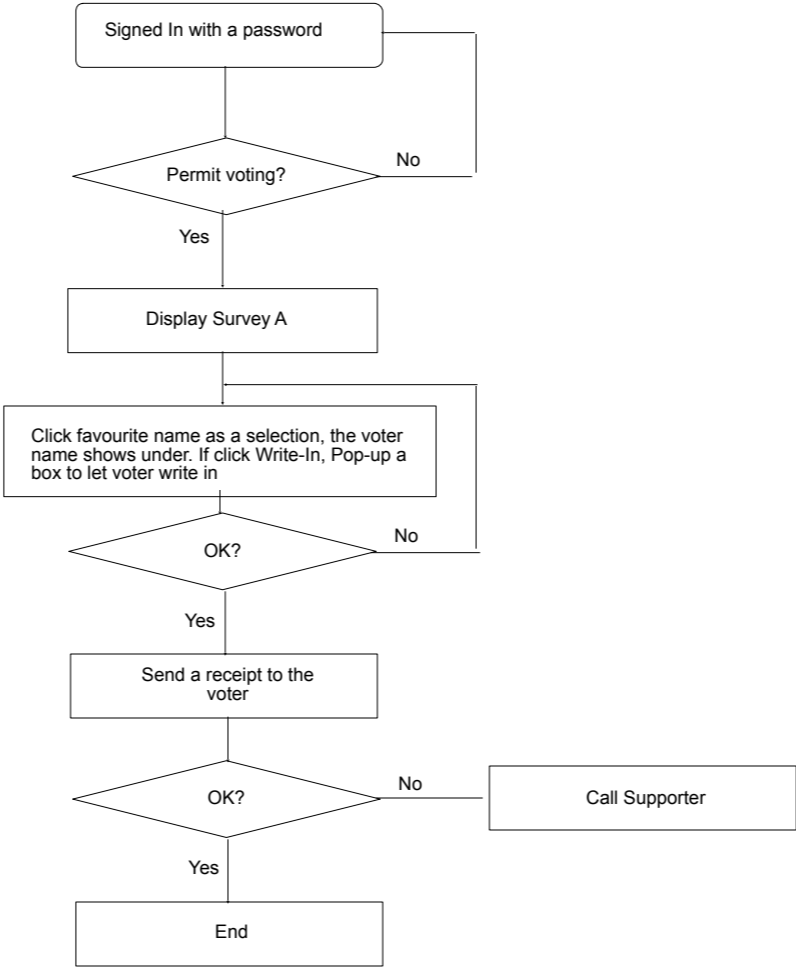 Signed In with a password
Permit voting?
No
Yes
Display Survey A
Click favourite name as a selection, the voter
name shows under. If click Write-In, Pop-up a
box to let voter write in
OK?
No
Yes
Send a receipt to the
voter
OK?
No
Call Supporter
Yes
End